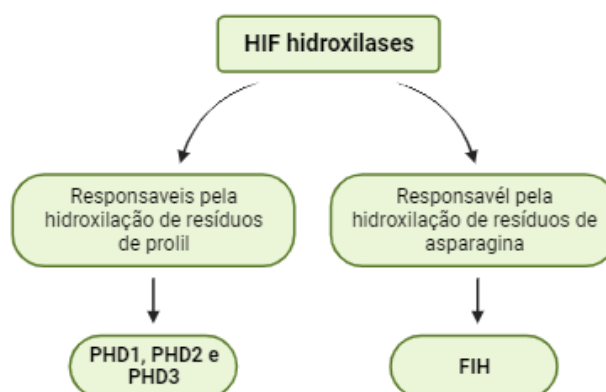 HIF hidroxilases
Responsaveis pela
hidroxilação de resíduos
de prolil
Responsavél pela
hidroxilação de resíduos de
asparagina
PHD1, PHD2 e
PHD3
FIH